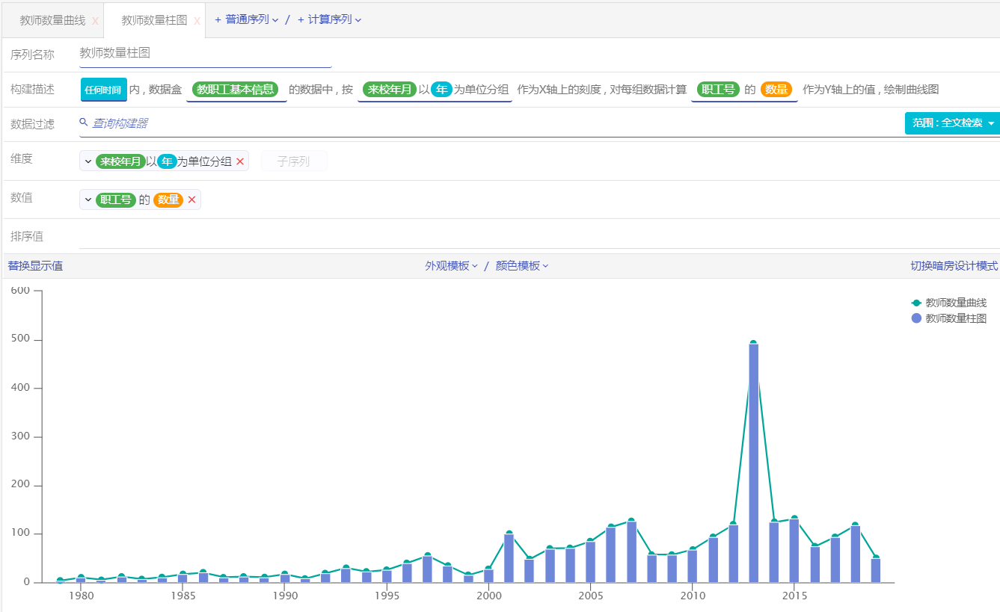 教师数量曲线 x 教师数量柱图 x + 普通序列 / + 计算序列
序列名称 教师数量柱图
构建描述 任何时间 内 , 数据盒 教职工基本信息 的数据中 , 按 来校年月 以 年 为单位分组 作为X轴上的刻度 , 对每组数据计算 职工号 的 数量 作为Y轴上的值 , 绘制曲线图
数据过滤 查询构建器 范围 : 全文检索
维度 来校年月 以 年 为单位分组 × 子序列
数值 职工号 的 数量 ×
排序值
替换显示值 外观模板 / 颜色模板 切换暗房设计模式
600
教师数量曲线
教师数量柱图
500
400
300
200
100
0
1980 1985 1990 1995 2000 2005 2010 2015